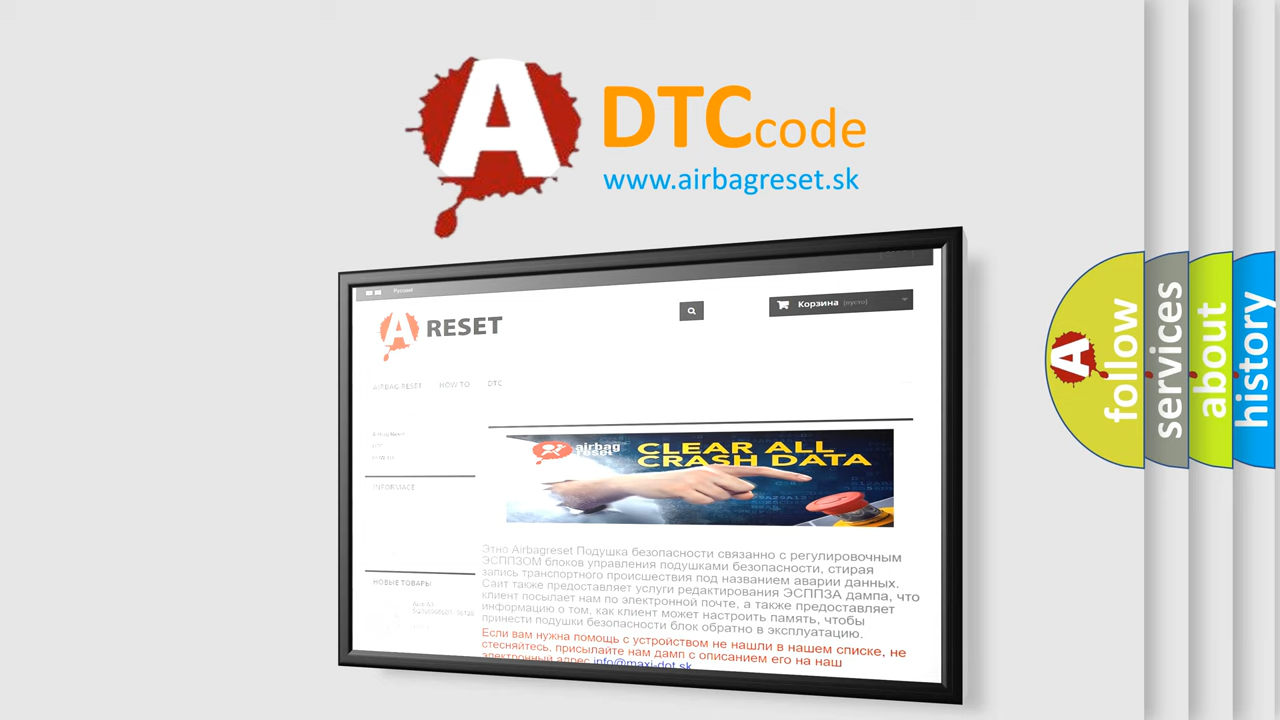 A DTC code
www.airbagreset.sk
Русский
A RESET
Корзина (пусто)
AIRBAG RESET HOW TO DTC
INFORMACE
НОВЫЕ ТОВАРЫ
airbag
reset
CLEAR ALL
CRASH DATA
Этно Airbagreset Подушка безопасности связанно с регулировочным
ЭСППЗОМ блоков управления подушками безопасности, стирая
запись транспортного происшествия под названием аварии данных.
Сайт также предоставляет услуги редактирования ЭСППЗА дампа, что
клиент посылает нам по электронной почте, а также предоставляет
информацию о том, как клиент может настроить память, чтобы
принести подушки безопасности блок обратно в эксплуатацию.
Если вам нужна помощь с устройством не нашли в нашем списке, не
стесняйтесь, присылайте нам дамп с описанием его на наш
электронный адрес info@maxi-dot.sk
A follow
services
about
history